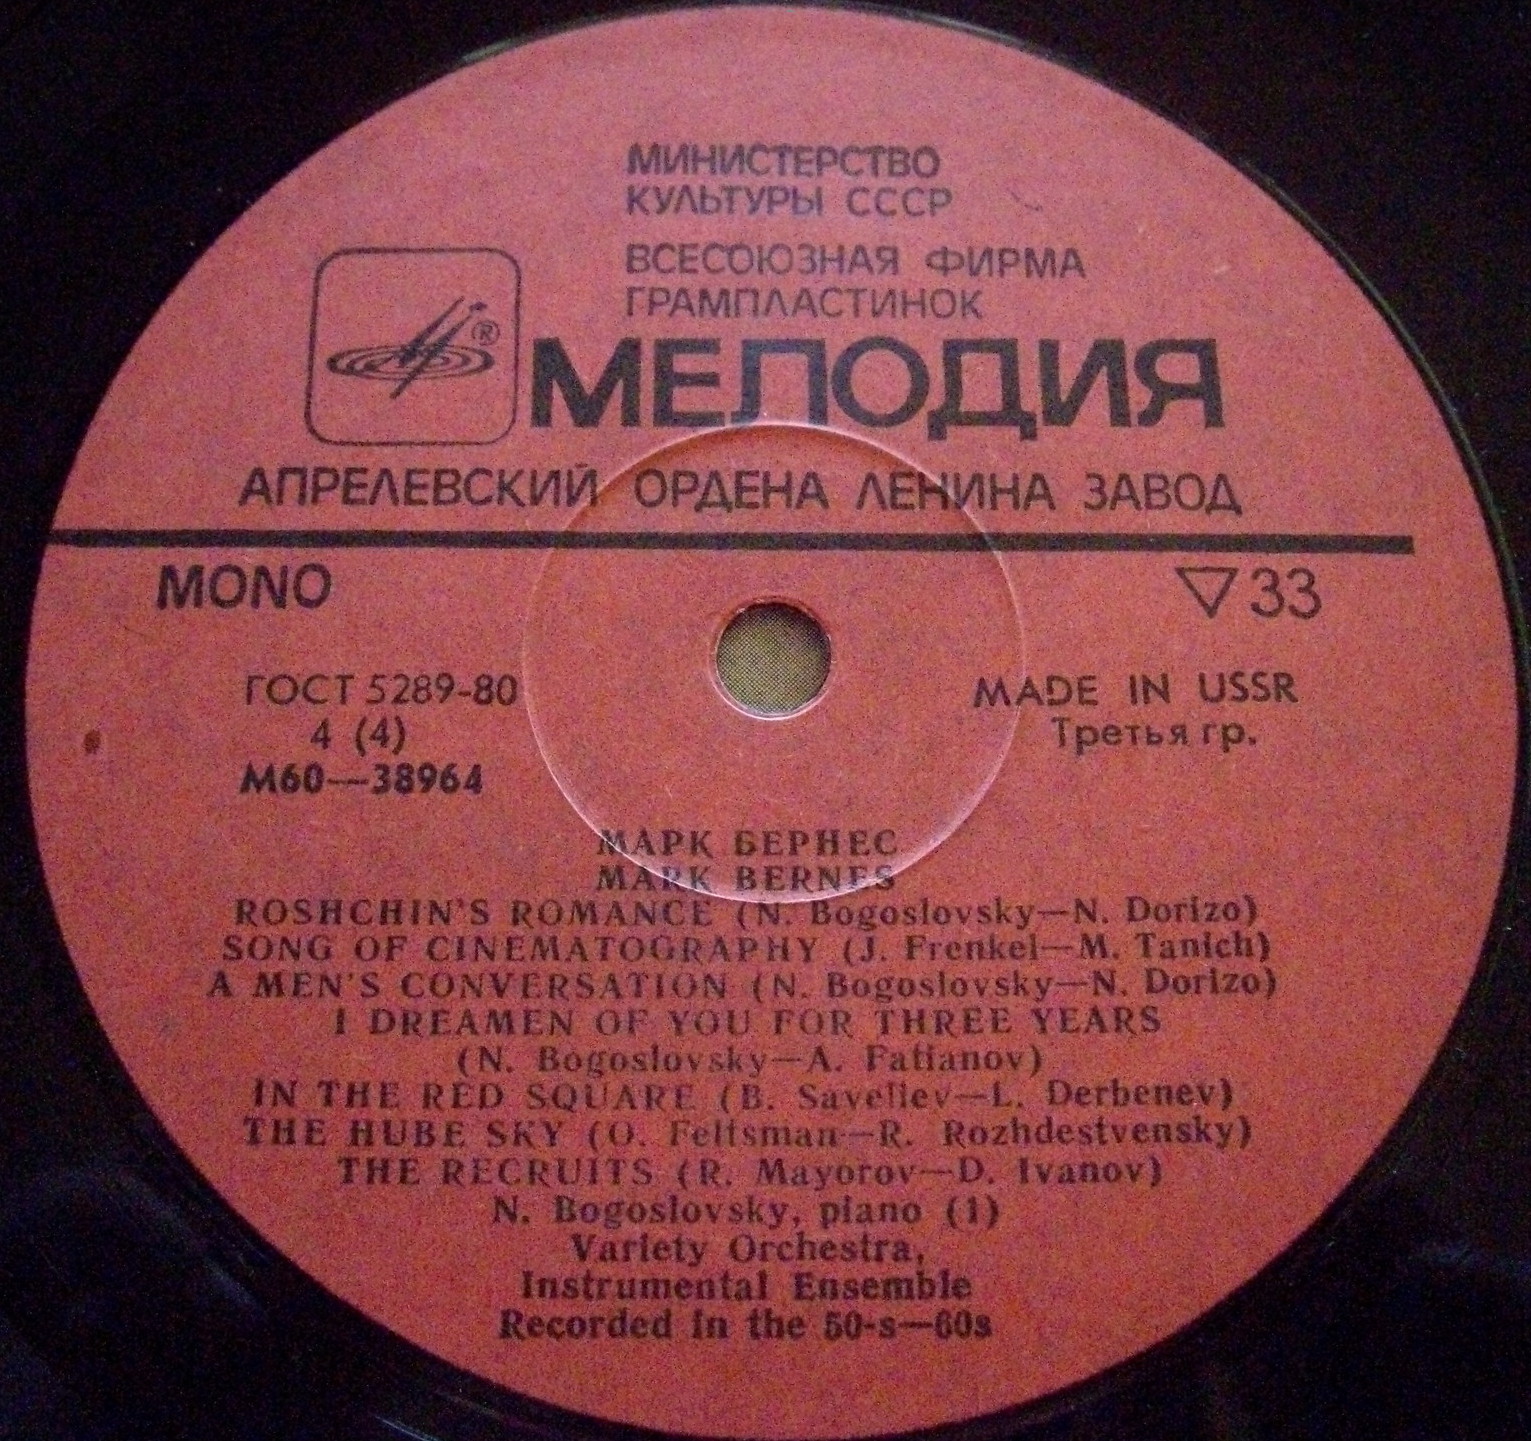 МИНИСТЕРСТВО
КУЛЬТУРЫ СССР
ВСЕСОЮЗНАЯ ФИРМА
ГРАМПЛАСТИНОК
®
МЕЛОДИЯ
АПРЕЛЕВСКИЙ ОРДЕНА ЛЕНИНА ЗАВОД
MONO
▽33
ГОСТ 5289-80
4 (4)
М60—38964
MADE IN USSR
Третья гр.
МАРК БЕРНЕС
MARK BERNES
ROSHCHIN'S ROMANCE (N. Bogoslovsky—N. Dorizo)
SONG OF CINEMATOGRAPHY (J. Frenkel—M. Tanich)
A MEN'S CONVERSATION (N. Bogoslovsky—N. Dorizo)
I DREAMEN OF YOU FOR THREE YEARS
(N. Bogoslovsky—A. Fatianov)
IN THE RED SQUARE (B. Saveliev—L. Derbenev)
THE HUBE SKY (O. Feltsman—R. Rozhdestvensky)
THE RECRUITS (R. Mayorov—D. Ivanov)
N. Bogoslovsky, piano (1)
Variety Orchestra,
Instrumental Ensemble
Recorded in the 50-s—60s